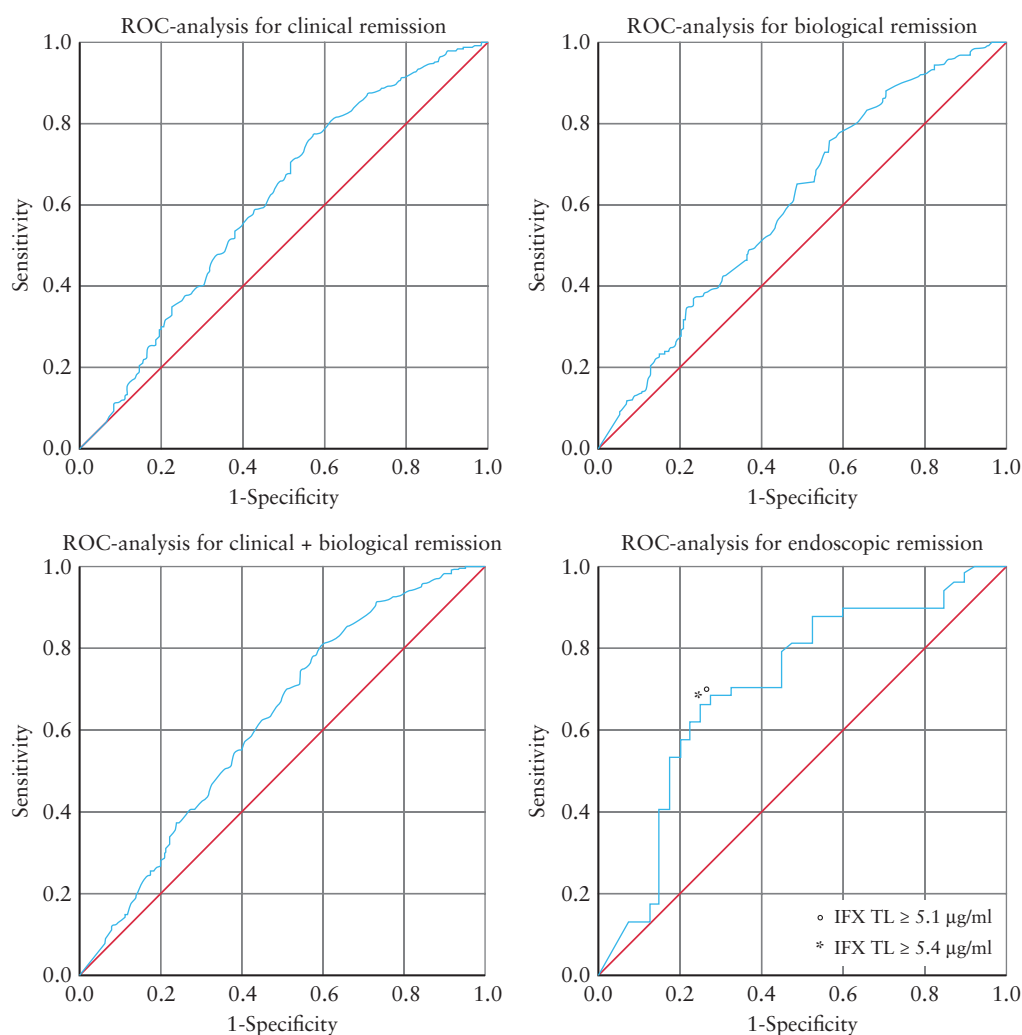 ROC-analysis for clinical remission
1.0
0.8
0.6
0.4
0.2
0.0
Sensitivity
0.0 0.2 0.4 0.6 0.8 1.0
1-Specificity
ROC-analysis for biological remission
1.0
0.8
0.6
0.4
0.2
0.0
Sensitivity
0.0 0.2 0.4 0.6 0.8 1.0
1-Specificity
ROC-analysis for clinical + biological remission
1.0
0.8
0.6
0.4
0.2
0.0
Sensitivity
0.0 0.2 0.4 0.6 0.8 1.0
1-Specificity
ROC-analysis for endoscopic remission
1.0
0.8
0.6
0.4
0.2
0.0
Sensitivity
*°
° IFX TL ≥ 5.1 µg/ml
* IFX TL ≥ 5.4 µg/ml
0.0 0.2 0.4 0.6 0.8 1.0
1-Specificity